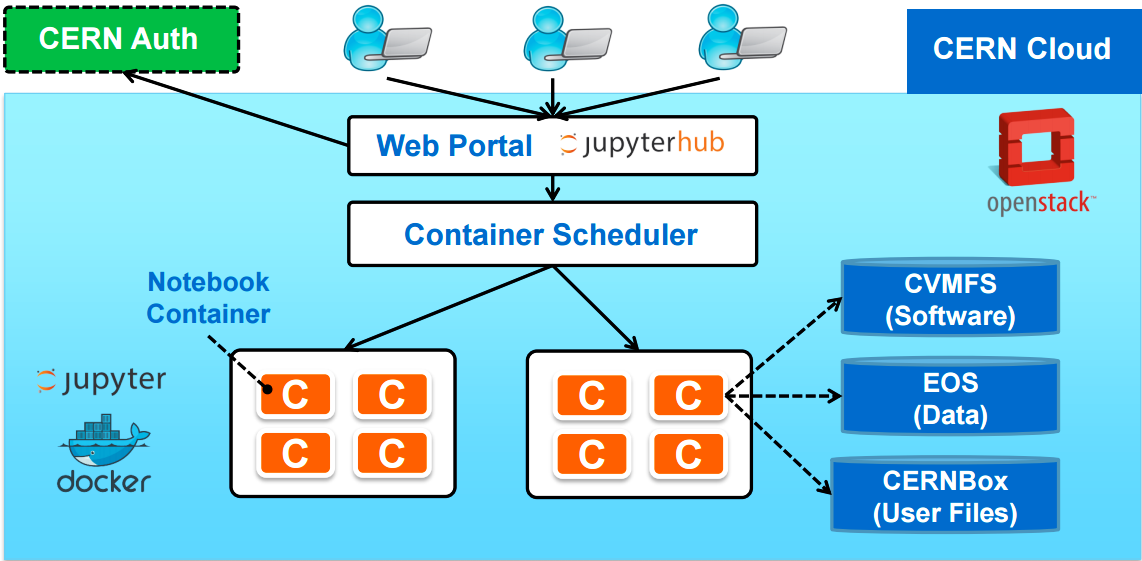 CERN Auth
CERN Cloud
Web Portal jupyterhub
openstack™
Container Scheduler
Notebook
Container
CVMFS
(Software)
jupyter
EOS
(Data)
C C C C
C C C C
docker
CERNBox
(User Files)